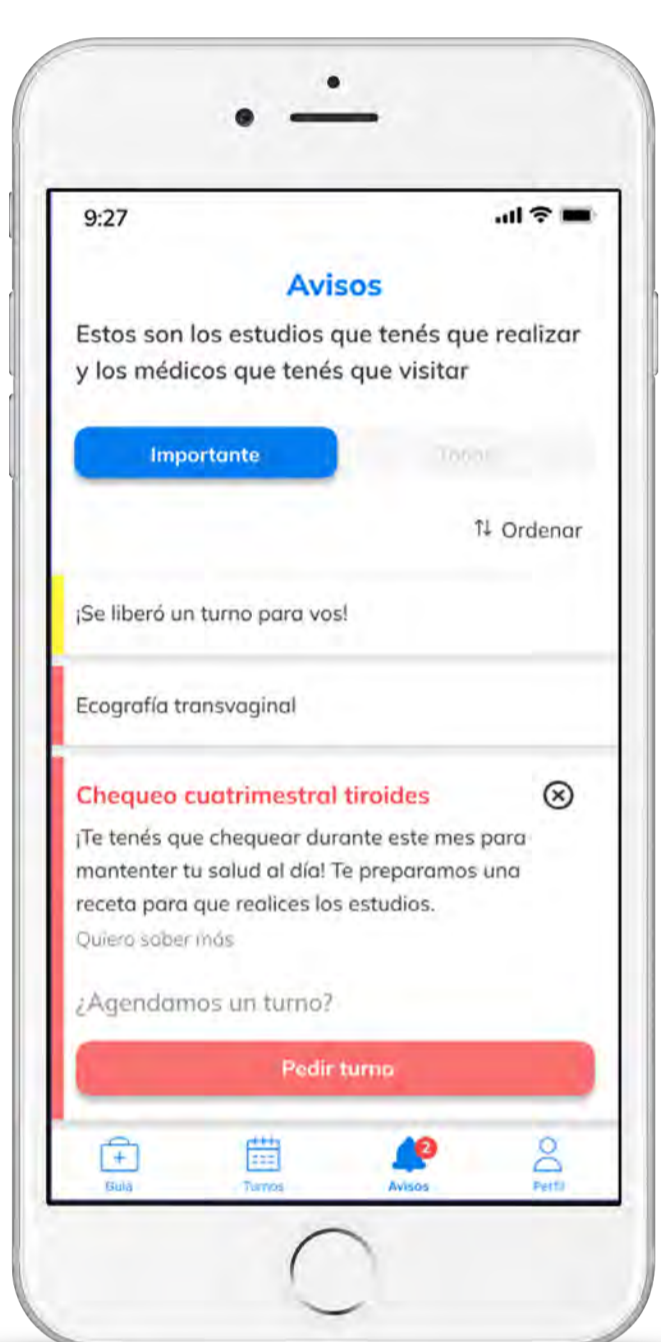 9:27
Avisos
Estos son los estudios que tenés que realizar
y los médicos que tenés que visitar
Importante
Todos
↑↓ Ordenar
¡Se liberó un turno para vos!
Ecografía transvaginal
Chequeo cuatrimestral tiroides
¡Te tenés que chequear durante este mes para
mantenter tu salud al día! Te preparamos una
receta para que realices los estudios.
Quiero saber más
¿Agendamos un turno?
Pedir turno
2
Guía
Turnos
Avisos
Perfil